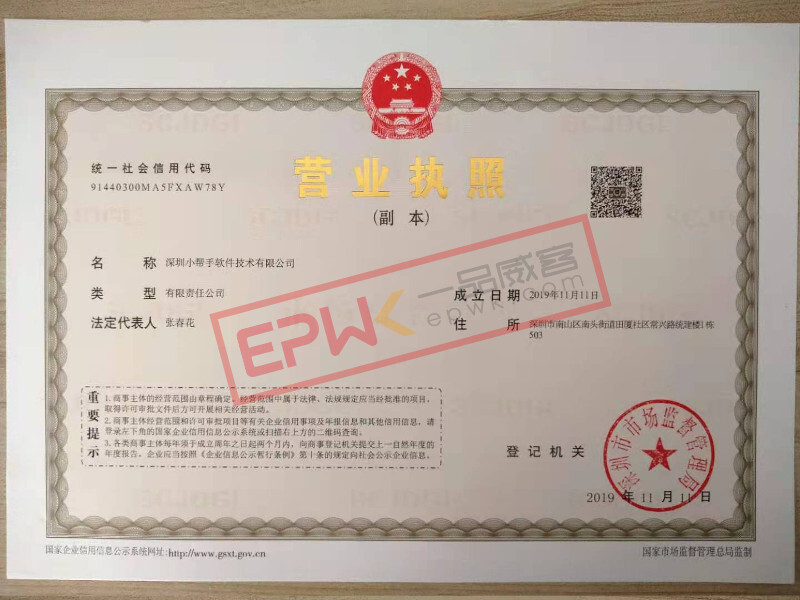 统一社会信用代码
91440300MA5FXAW78Y
营业执照
（副 本）
名 称 深圳小帮手软件技术有限公司
类 型 有限责任公司
法定代表人 张春花
成立日期 2019年11月11日
住 所 深圳市南山区南头街道田厦社区常兴路统建楼1栋
503
EPWK 一品威客
epwk.com
重要提示
1.商事主体的经营范围由章程确定，经营范围中属于法律、法规规定应当经批准的项目，
取得许可审批文件后方可开展相关经营活动。
2.商事主体经营范围和许可审批项目等有关企业信用事项及年报信息和其他信用信息，请
登录左下角的国家企业信用信息公示系统或扫描右上方的二维码查询。
3.各类商事主体每年须于成立周年之日起两个月内，向商事登记机关提交上一自然年度的
年度报告。企业应当按照《企业信息公示暂行条例》第十条的规定向社会公示企业信息。
登记机关
深圳市市场监督管理局
2019 年 11 月 11 日
国家企业信用信息公示系统网址:http://www.gsxt.gov.cn
国家市场监督管理总局监制